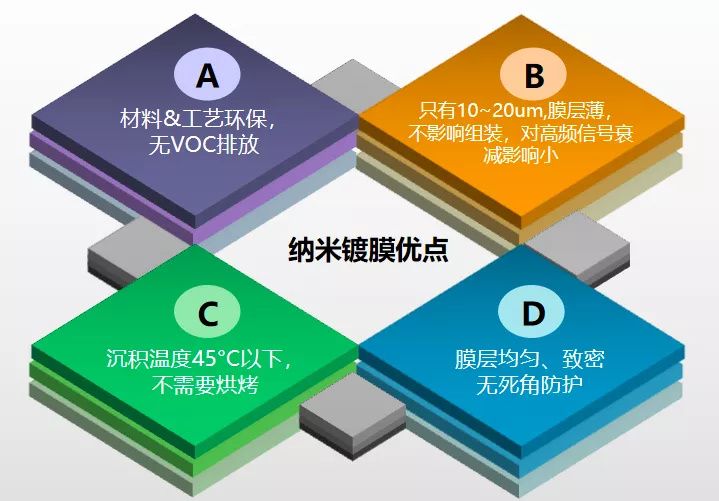 A
材料&工艺环保，
无VOC排放
B
只有10~20um,膜层薄，
不影响组装，对高频信号衰
减影响小
纳米镀膜优点
C
沉积温度45°C以下，
不需要烘烤
D
膜层均匀、致密
无死角防护